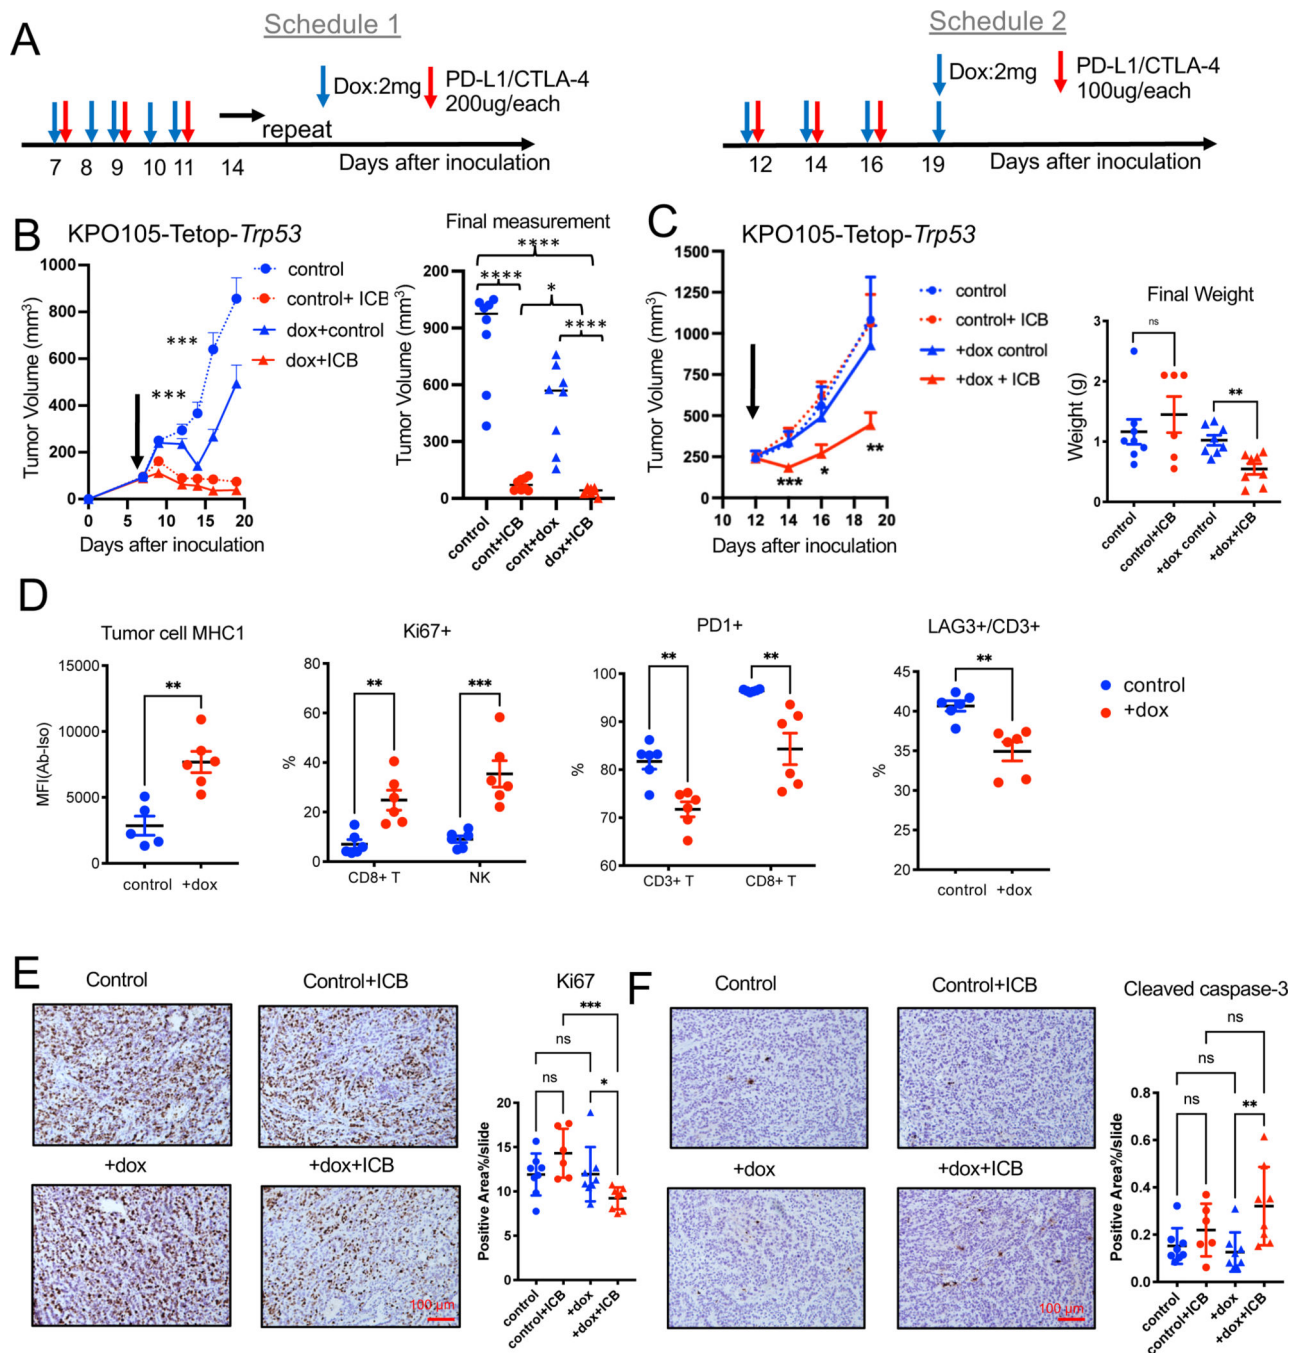 A
Schedule 1
Dox:2mg
PD-L1/CTLA-4
200ug/each
repeat
7 8 9 10 11 14
Days after inoculation
Schedule 2
Dox:2mg
PD-L1/CTLA-4
100ug/each
12 14 16 19
Days after inoculation
B
KPO105-Tetop-Trp53
Tumor Volume (mm3)
1000
800
600
400
200
0
0 5 10 15 20
Days after inoculation
***
***
control
control+ ICB
dox+control
dox+ICB
Final measurement
Tumor Volume (mm3)
1200
900
600
300
0
****
****
*
****
control
cont+ICB
cont+dox
dox+ICB
C
KPO105-Tetop-Trp53
Tumor Volume (mm3)
1500
1250
1000
750
500
250
0
10 12 14 16 18 20
Days after inoculation
***
*
**
control
control+ ICB
+dox control
+dox + ICB
Final Weight
Weight (g)
3
2
1
0
ns
**
control
control+ICB
+dox control
+dox+ICB
D
Tumor cell MHC1
MFI(Ab-Iso)
15000
10000
5000
0
**
control +dox
Ki67+
%
80
60
40
20
0
**
***
CD8+ T
NK
PD1+
%
100
90
80
70
60
**
**
CD3+ T
CD8+ T
LAG3+/CD3+
%
45
40
35
30
25
20
**
control +dox
control
+dox
E
Control
Control+ICB
+dox
+dox+ICB
100 μm
Ki67
Positive Area%/slide
20
15
10
5
0
***
ns
ns
*
control
control+ICB
+dox
+dox+ICB
F
Control
Control+ICB
+dox
+dox+ICB
100 μm
Cleaved caspase-3
Positive Area%/slide
0.8
0.6
0.4
0.2
0.0
ns
ns
ns
**
control
control+ICB
+dox
+dox+ICB